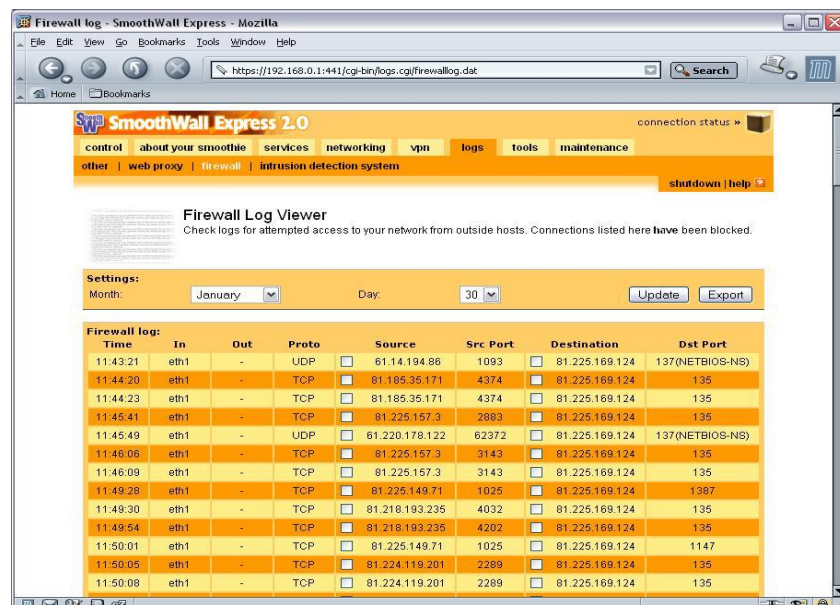 Firewall log - SmoothWall Express - Mozilla
File Edit View Go Bookmarks Tools Window Help
https://192.168.0.1:441/cgi-bin/logs.cgi/firewalllog.dat Search
Home Bookmarks
SmoothWall Express 2.0 connection status »
control about your smoothie services networking vpn logs tools maintenance
other | web proxy | firewall | intrusion detection system
shutdown | help
Firewall Log Viewer
Check logs for attempted access to your network from outside hosts. Connections listed here have been blocked.
Settings:
Month: January Day: 30 Update Export
Firewall log:
Time In Out Proto Source Src Port Destination Dst Port
11:43:21 eth1 - UDP 61.14.194.86 1093 81.225.169.124 137(NETBIOS-NS)
11:44:20 eth1 - TCP 81.185.35.171 4374 81.225.169.124 135
11:44:23 eth1 - TCP 81.185.35.171 4374 81.225.169.124 135
11:45:41 eth1 - TCP 81.225.157.3 2883 81.225.169.124 135
11:45:49 eth1 - UDP 61.220.178.122 62372 81.225.169.124 137(NETBIOS-NS)
11:46:06 eth1 - TCP 81.225.157.3 3143 81.225.169.124 135
11:46:09 eth1 - TCP 81.225.157.3 3143 81.225.169.124 135
11:49:28 eth1 - TCP 81.225.149.71 1025 81.225.169.124 1387
11:49:30 eth1 - TCP 81.218.193.235 4032 81.225.169.124 135
11:49:54 eth1 - TCP 81.218.193.235 4202 81.225.169.124 135
11:50:01 eth1 - TCP 81.225.149.71 1025 81.225.169.124 1147
11:50:05 eth1 - TCP 81.224.119.201 2289 81.225.169.124 135
11:50:08 eth1 - TCP 81.224.119.201 2289 81.225.169.124 135